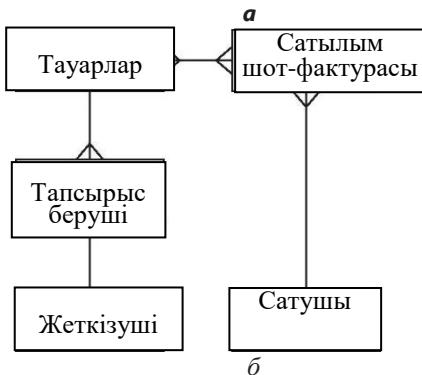 а
Тауарлар
Сатылым
шот-фактурасы
Тапсырыс
беруші
Жеткізуші
Сатушы
б